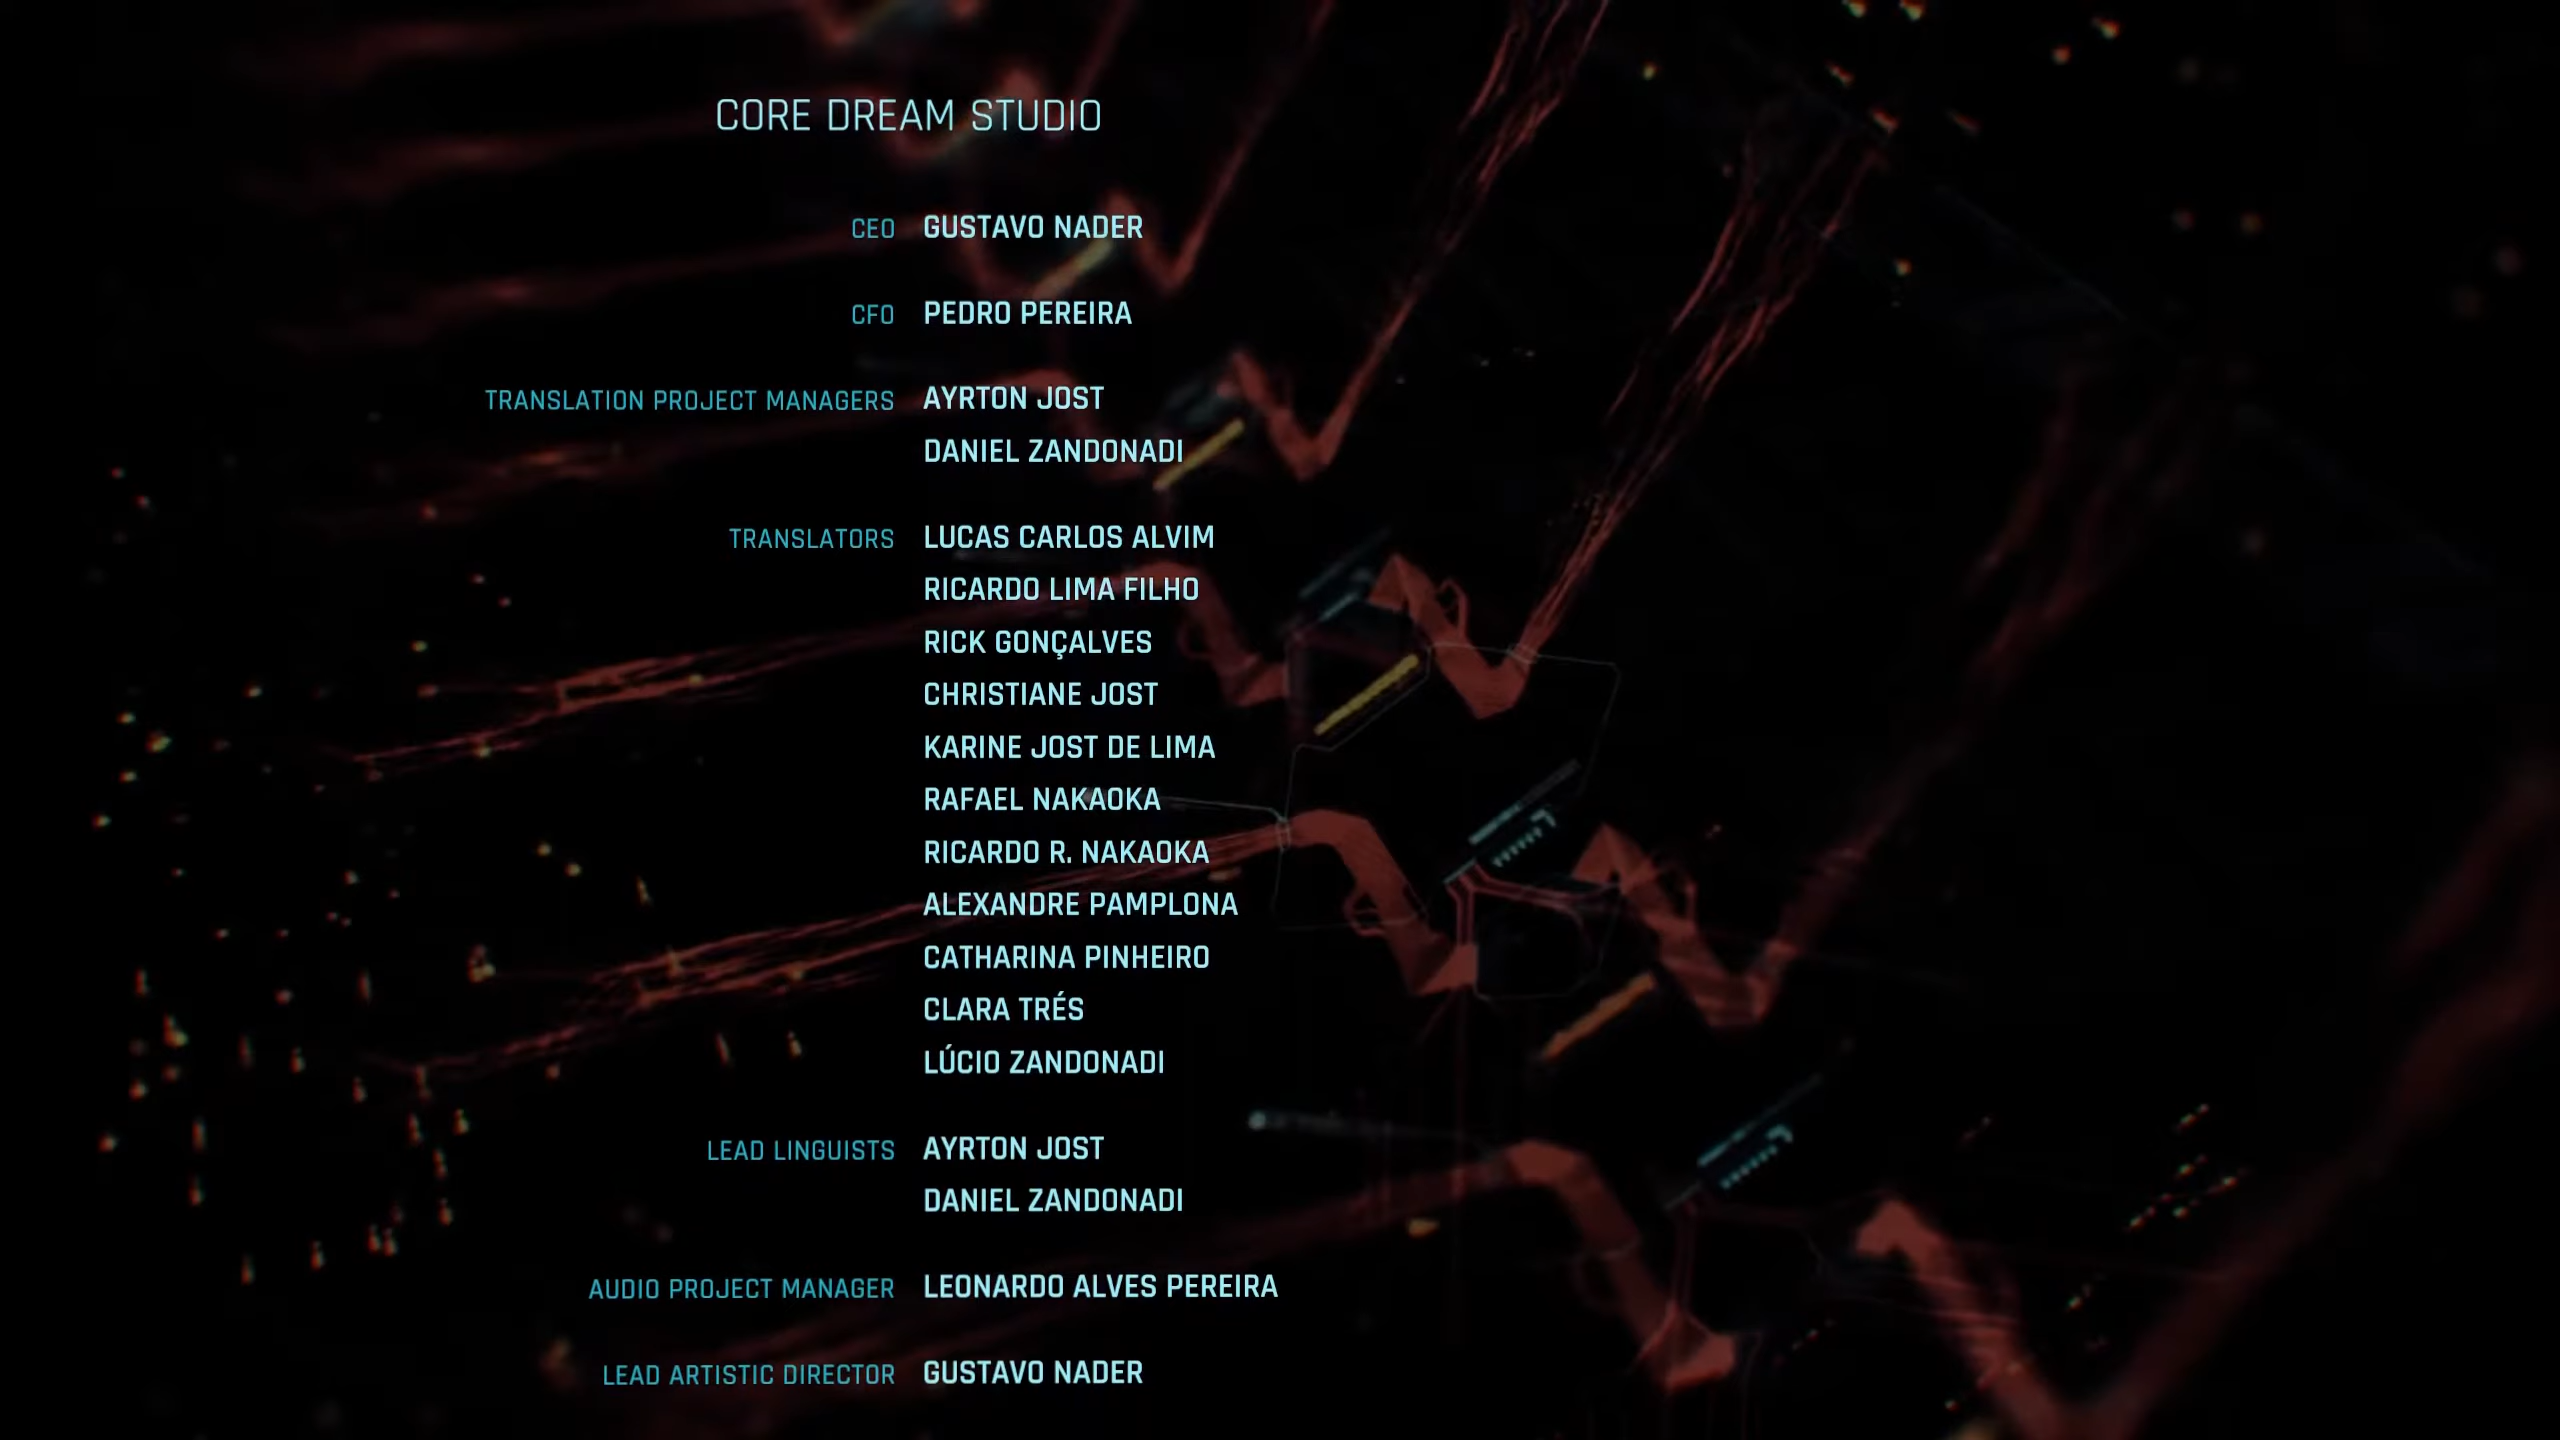 CORE DREAM STUDIO
CEO GUSTAVO NADER
CFO PEDRO PEREIRA
TRANSLATION PROJECT MANAGERS AYRTON JOST
DANIEL ZANDONADI
TRANSLATORS LUCAS CARLOS ALVIM
RICARDO LIMA FILHO
RICK GONÇALVES
CHRISTIANE JOST
KARINE JOST DE LIMA
RAFAEL NAKAOKA
RICARDO R. NAKAOKA
ALEXANDRE PAMPLONA
CATHARINA PINHEIRO
CLARA TRÉS
LÚCIO ZANDONADI
LEAD LINGUISTS AYRTON JOST
DANIEL ZANDONADI
AUDIO PROJECT MANAGER LEONARDO ALVES PEREIRA
LEAD ARTISTIC DIRECTOR GUSTAVO NADER